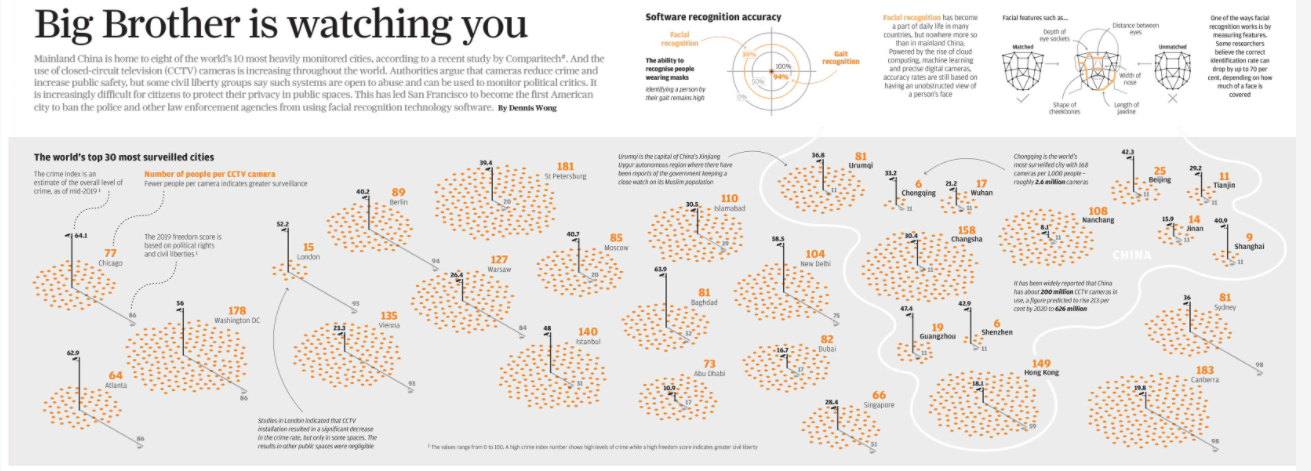 Big Brother is watching you
Mainland China is home to eight of the world's 10 most heavily monitored cities, according to a recent study by Comparitech². And the
use of closed-circuit television (CCTV) cameras is increasing throughout the world. Authorities argue that cameras reduce crime and
increase public safety, but some civil liberty groups say such systems are open to abuse and can be used to monitor political critics. It
is increasingly difficult for citizens to protect their privacy in public spaces. This has led San Francisco to become the first American
city to ban the police and other law enforcement agencies from using facial recognition technology software. By Dennis Wong
Software recognition accuracy
Facial
recognition
The ability to
recognise people
wearing masks
Identifying a person by
their gait remains high
80%
100%
94%
50%
0%
Gait
recognition
Facial recognition has become
a part of daily life in many
countries, but nowhere more so
than in mainland China.
Powered by the rise of cloud
computing, machine learning
and precise digital cameras,
accuracy rates are still based on
having an unobstructed view of
a person's face
Facial features such as...
Matched
Depth of
eye sockets
Distance between
eyes
Width of
nose
Shape of
cheekbones
Length of
jawline
Unmatched
One of the ways facial
recognition works is by
measuring features.
Some researchers
believe the correct
identification rate can
drop by up to 70 per
cent, depending on how
much of a face is
covered
The world's top 30 most surveilled cities
The crime index is an
estimate of the overall level of
crime, as of mid-2019 ¹
Number of people per CCTV camera
Fewer people per camera indicates greater surveillance
The 2019 freedom score is
based on political rights
and civil liberties ¹
64.1
77
Chicago
86
62.9
64
Atlanta
86
56
178
Washington DC
86
52.2
15
London
93
Studies in London indicated that CCTV
installation resulted in a significant decrease
in the crime rate, but only in some spaces. The
results in other public spaces were negligible
40.2
89
Berlin
94
23.3
135
Vienna
93
39.4
181
St Petersburg
20
26.4
127
Warsaw
84
40.7
85
Moscow
20
48
140
Istanbul
31
Urumqi is the capital of China's Xinjiang
Uygur autonomous region where there have
been reports of the government keeping a
close watch on its Muslim population
30.5
110
Islamabad
39
63.9
81
Baghdad
32
10.9
73
Abu Dhabi
17
58.5
104
New Delhi
75
16.7
82
Dubai
17
28.4
66
Singapore
51
36.8
81
Urumqi
11
33.2
6
Chongqing
11
21.2
17
Wuhan
11
Chongqing is the world's
most-surveilled city with 168
cameras per 1,000 people –
roughly 2.6 million cameras
42.3
25
Beijing
11
29.2
11
Tianjin
11
30.4
158
Changsha
11
8.1
108
Nanchang
11
15.9
14
Jinan
11
40.9
9
Shanghai
11
CHINA
It has been widely reported that China
has about 200 million CCTV cameras in
use, a figure predicted to rise 213 per
cent by 2020 to 626 million
47.4
19
Guangzhou
11
42.9
6
Shenzhen
11
18.1
149
Hong Kong
59
36
81
Sydney
98
19.8
183
Canberra
98
¹ The values range from 0 to 100. A high crime index number shows high levels of crime while a high freedom score indicates greater civil liberty